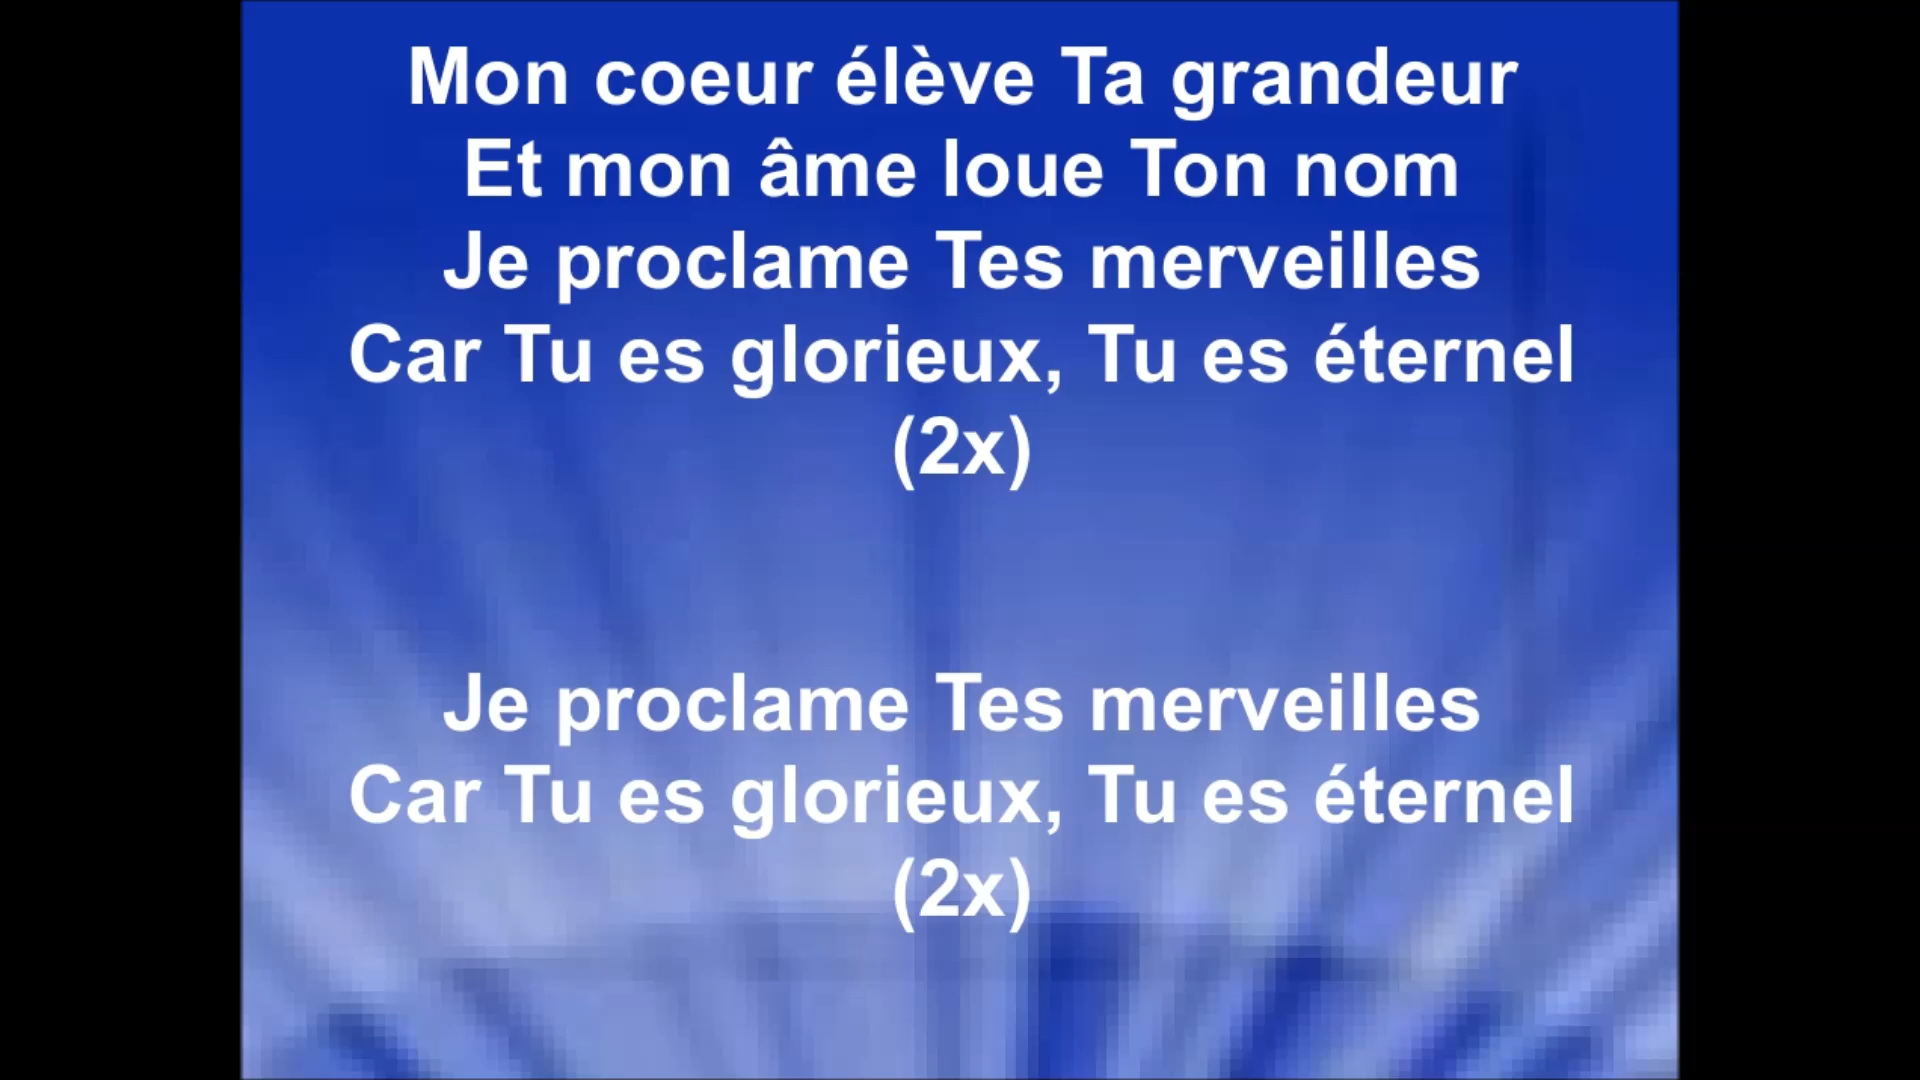 Mon coeur élève Ta grandeur
Et mon âme loue Ton nom
Je proclame Tes merveilles
Car Tu es glorieux, Tu es éternel
(2x)
Je proclame Tes merveilles
Car Tu es glorieux, Tu es éternel
(2x)